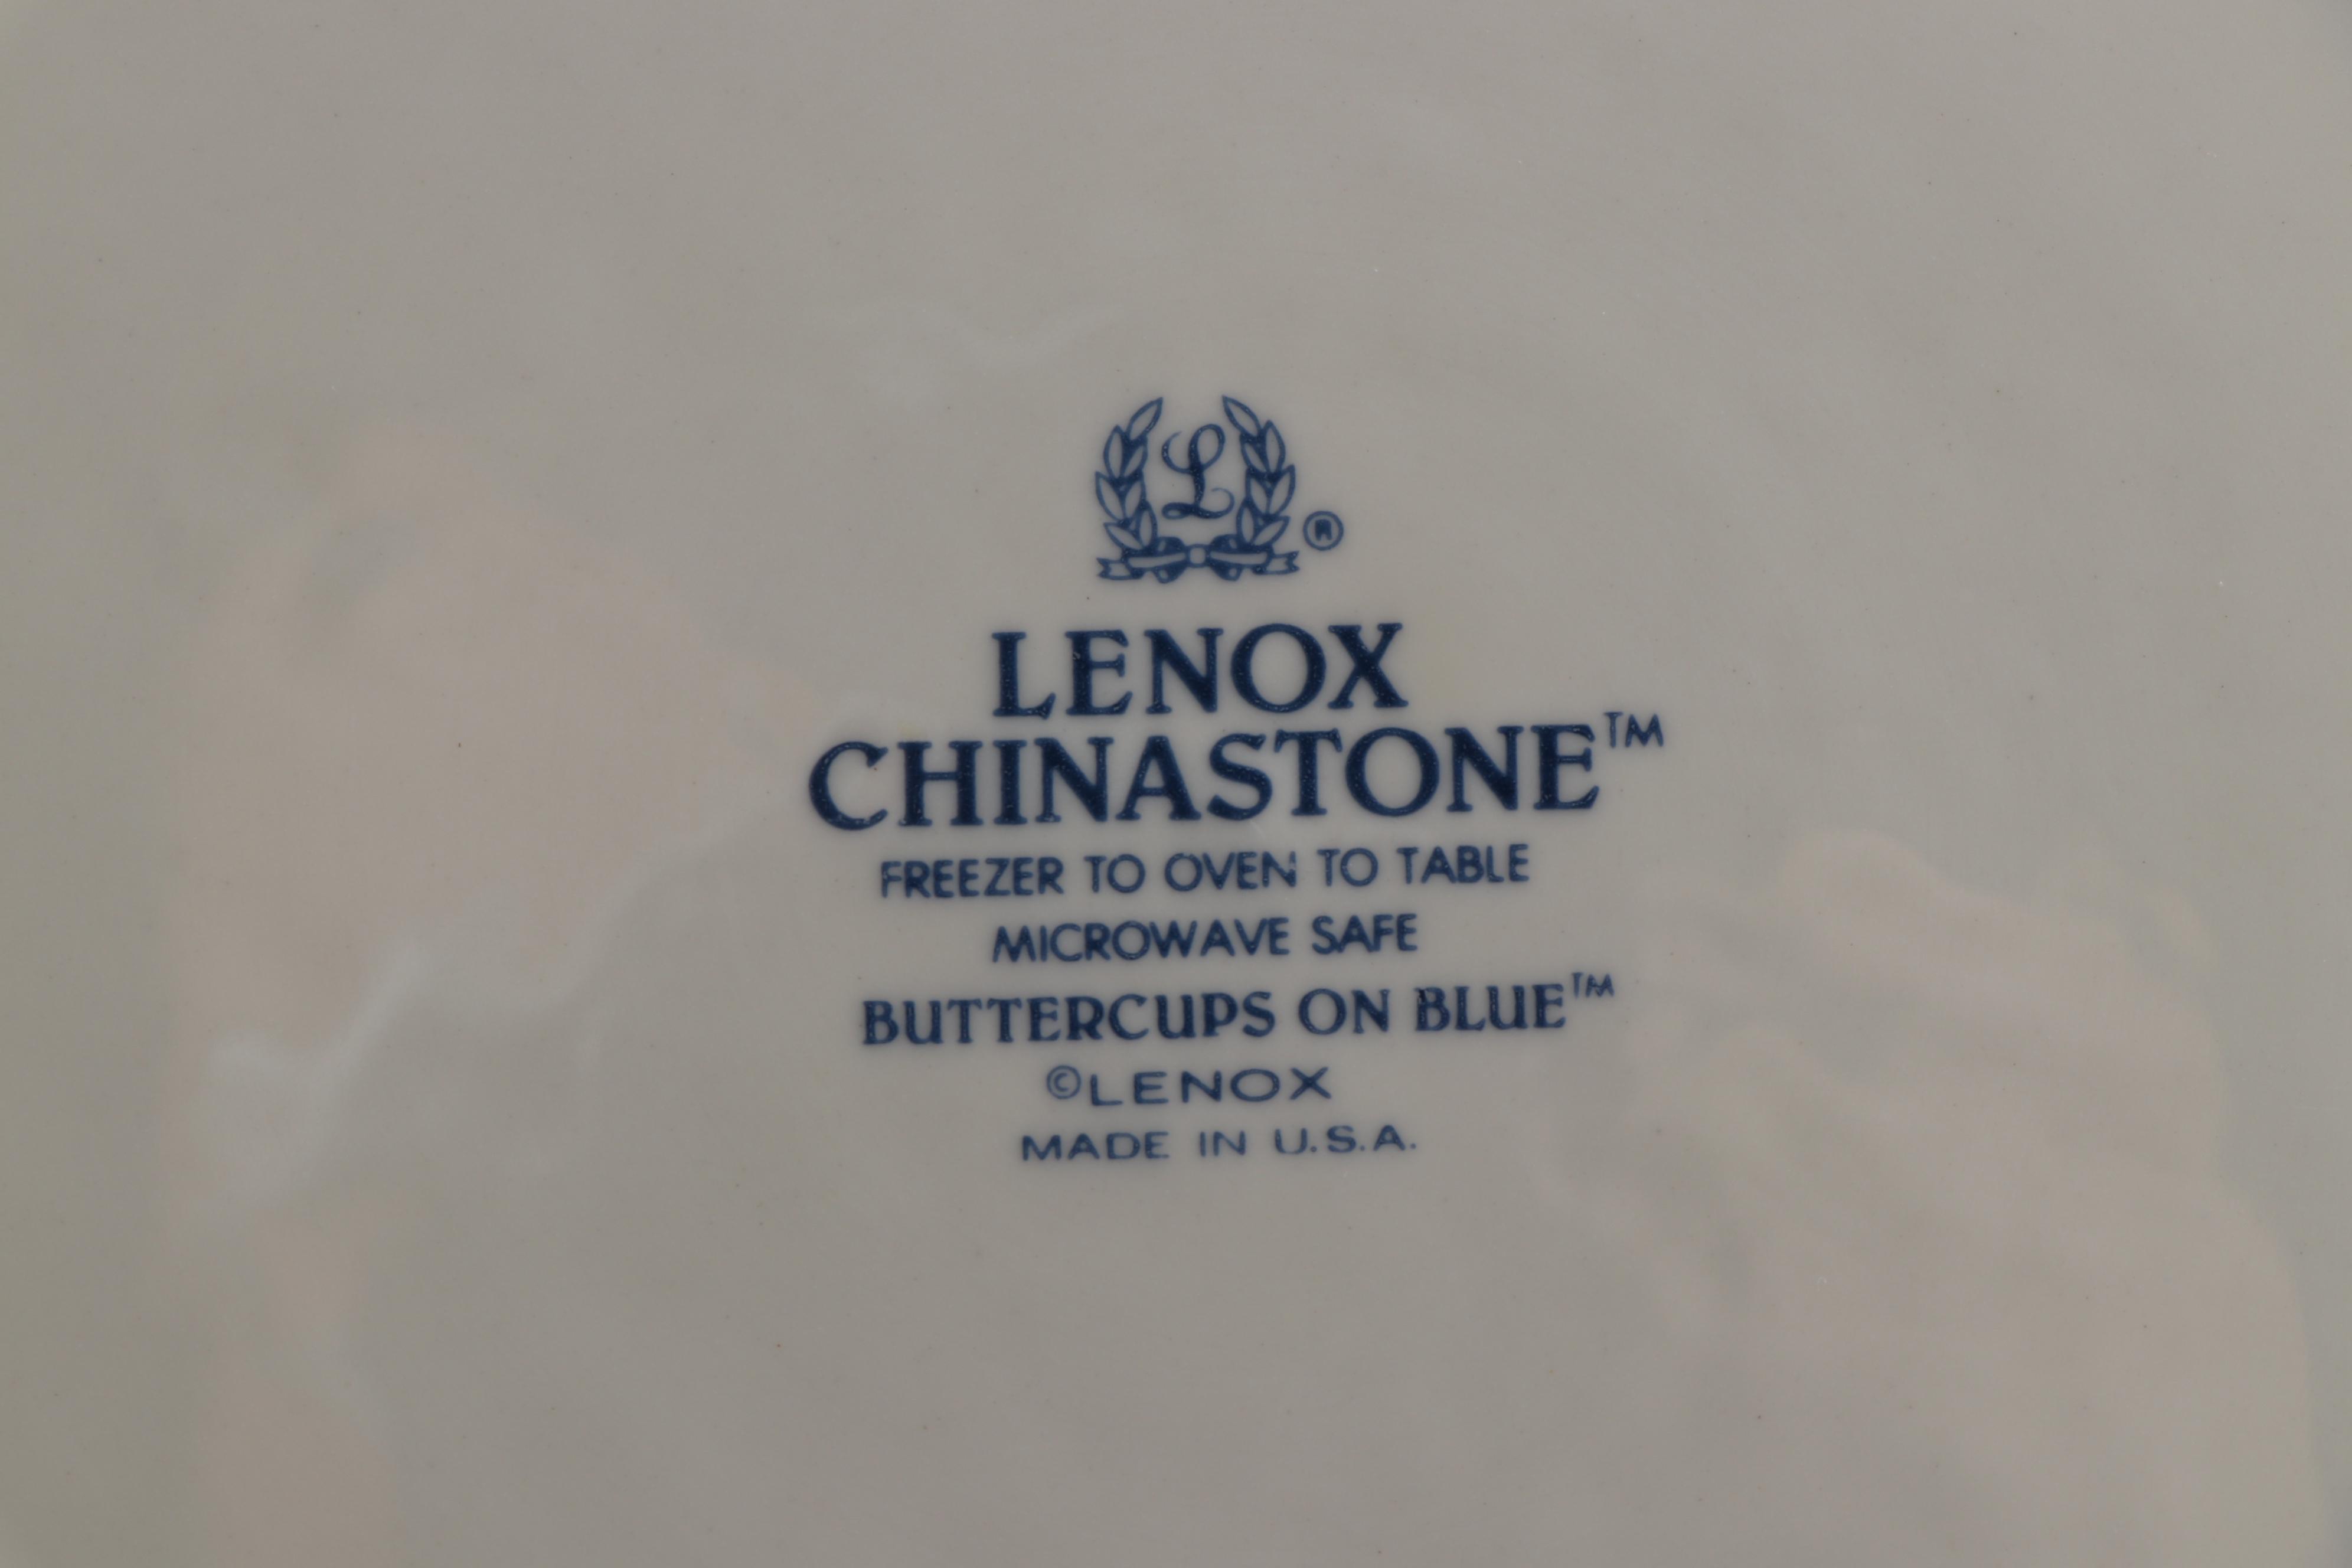 L ®
LENOX
CHINASTONE™
FREEZER TO OVEN TO TABLE
MICROWAVE SAFE
BUTTERCUPS ON BLUE™
©LENOX
MADE IN U.S.A.